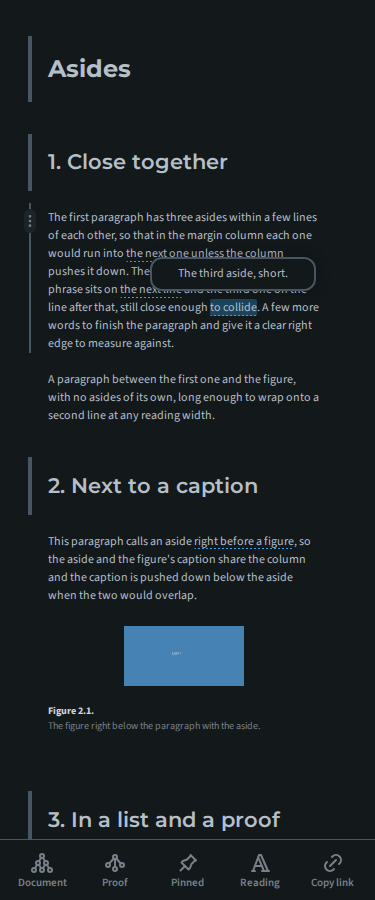 Asides
1. Close together
The first paragraph has three asides within a few lines
of each other, so that in the margin column each one
would run into the next one unless the column
pushes it down. The
The third aside, short.
phrase sits on the next line and the third one on the
line after that, still close enough to collide. A few more
words to finish the paragraph and give it a clear right
edge to measure against.
A paragraph between the first one and the figure,
with no asides of its own, long enough to wrap onto a
second line at any reading width.
2. Next to a caption
This paragraph calls an aside right before a figure, so
the aside and the figure's caption share the column
and the caption is pushed down below the aside
when the two would overlap.
Figure 2.1.
The figure right below the paragraph with the aside.
3. In a list and a proof
Document Proof Pinned Reading Copy link